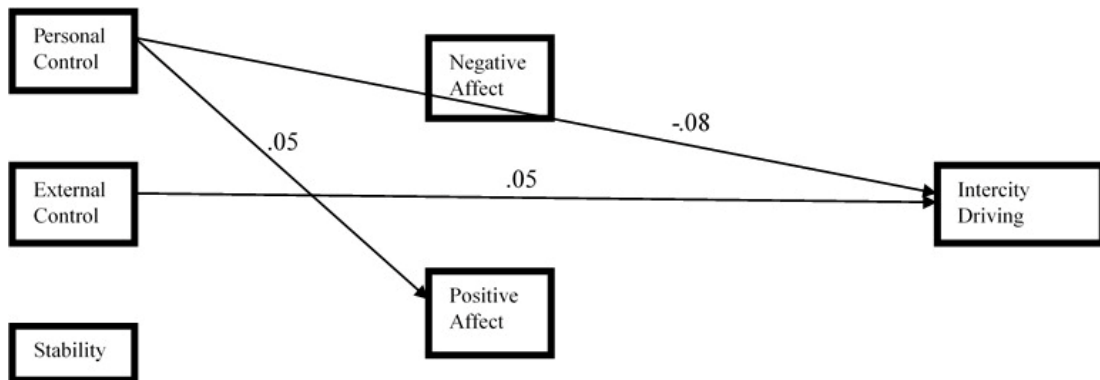 Personal
Control
Negative
Affect
-.08
.05
External
Control
.05
Intercity
Driving
Positive
Affect
Stability